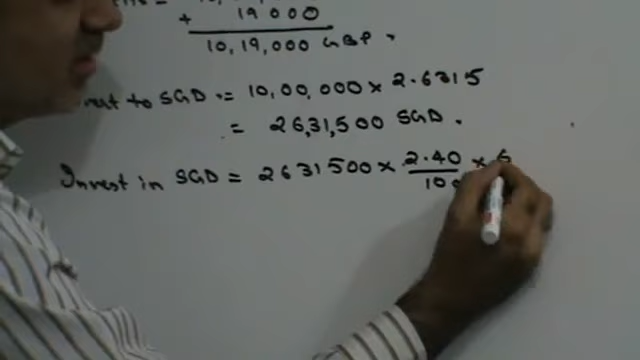 + 19000
10,19,000 GBP.
to SGD = 10,00,000 × 2.6315
= 26,31,500 SGD.
Invest in SGD = 2631500 × 2.40 × 6
10